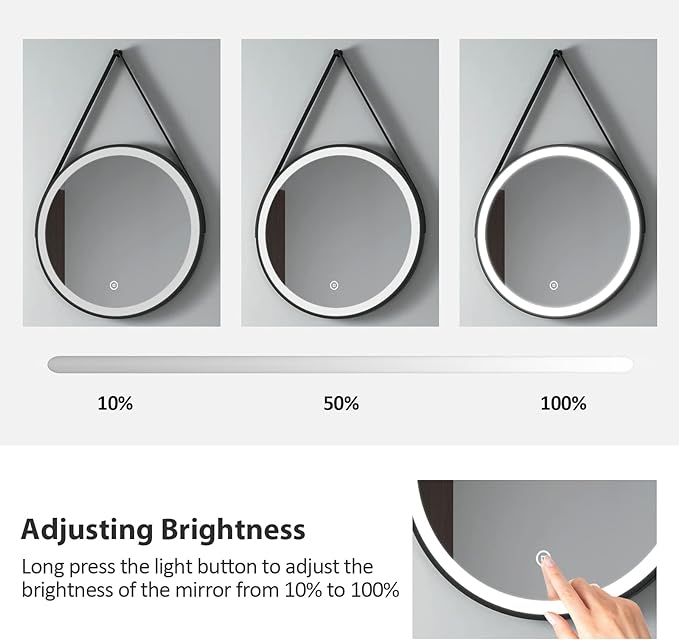 10%
50%
100%
Adjusting Brightness
Long press the light button to adjust the
brightness of the mirror from 10% to 100%